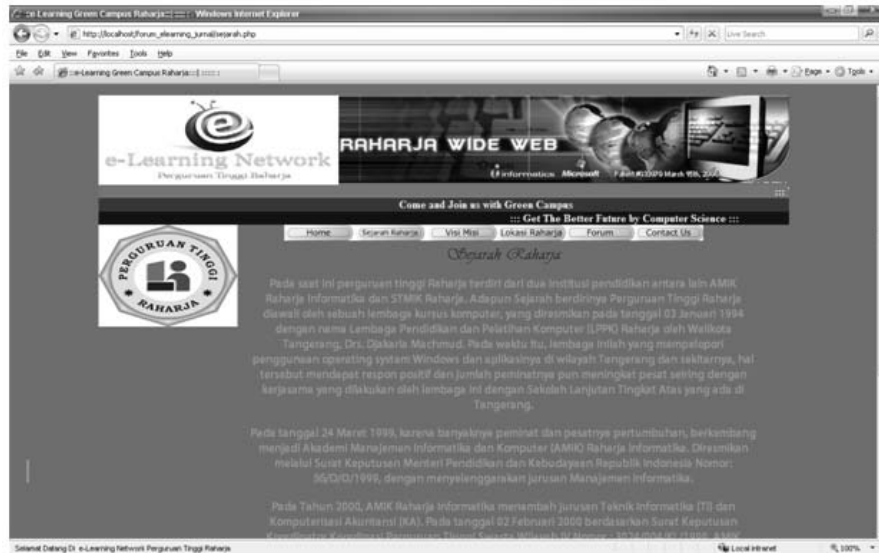 ::e-Learning Green Campus Raharja::| ::::: - Windows Internet Explorer
http://localhost/forum_elearning_jurnal/sejarah.php
Live Search
File Edit View Favorites Tools Help
::e-Learning Green Campus Raharja::| :::::
Page Tools
e-Learning Network
Perguruan Tinggi Raharja
RAHARJA WIDE WEB
informatics Microsoft
Come and Join us with Green Campus
::: Get The Better Future by Computer Science :::
Home Sejarah Raharja Visi Misi Lokasi Raharja Forum Contact Us
PERGURUAN TINGGI
RAHARJA
Sejarah Raharja
Pada saat ini perguruan tinggi Raharja terdiri dari dua institusi pendidikan antara lain AMIK
Raharja Informatika dan STMIK Raharja. Adapun Sejarah berdirinya Perguruan Tinggi Raharja
diawali oleh sebuah lembaga kursus komputer, yang diresmikan pada tanggal 03 Januari 1994
dengan nama Lembaga Pendidikan dan Pelatihan Komputer (LPPK) Raharja oleh Walikota
Tangerang, Drs. Djakaria Machmud. Pada waktu itu, lembaga inilah yang mempelopori
penggunaan operating system Windows dan aplikasinya di wilayah Tangerang dan sekitarnya, hal
tersebut mendapat respon positif dan jumlah peminatnya pun meningkat pesat seiring dengan
kerjasama yang dilakukan oleh lembaga ini dengan Sekolah Lanjutan Tingkat Atas yang ada di
Tangerang.
Pada tanggal 24 Maret 1999, karena banyaknya peminat dan pesatnya pertumbuhan, berkembang
menjadi Akademi Manajemen Informatika dan Komputer (AMIK) Raharja Informatika. Diresmikan
melalui Surat Keputusan Menteri Pendidikan dan Kebudayaan Republik Indonesia Nomor:
56/D/O/1999, dengan menyelenggarakan jurusan Manajemen Informatika.
Pada Tahun 2000, AMIK Raharja Informatika menambah jurusan Teknik Informatika (TI) dan
Komputerisasi Akuntansi (KA). Pada tanggal 02 Februari 2000 berdasarkan Surat Keputusan
Selamat Datang Di e-Learning Network Perguruan Tinggi Raharja
Local intranet
100%